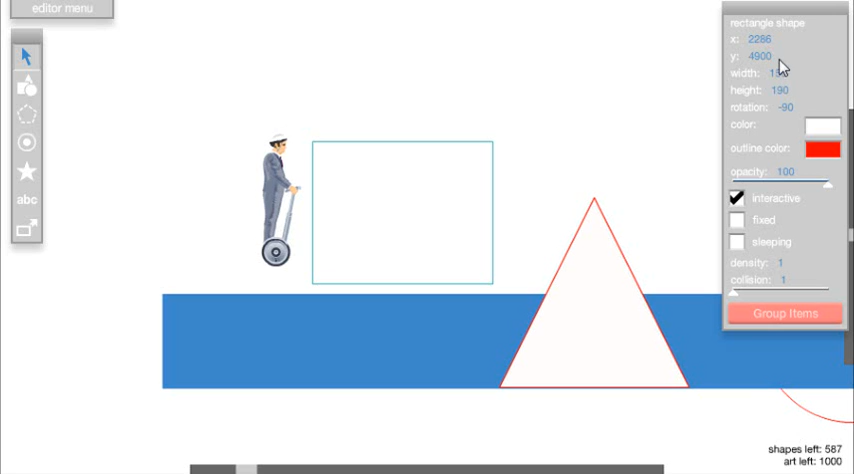 editor menu
abc
rectangle shape
x: 2286
y: 4900
width:
height: 190
rotation: -90
color:
outline color:
opacity: 100
interactive
fixed
sleeping
density: 1
collision: 1
Group Items
shapes left: 587
art left: 1000